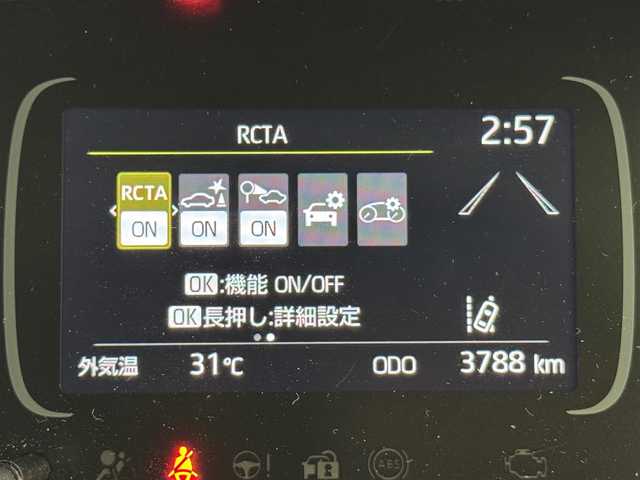 RCTA 2:57
RCTA
ON ON ON
OK:機能 ON/OFF
OK長押し:詳細設定
外気温 31℃ ODO 3788 km
ABS